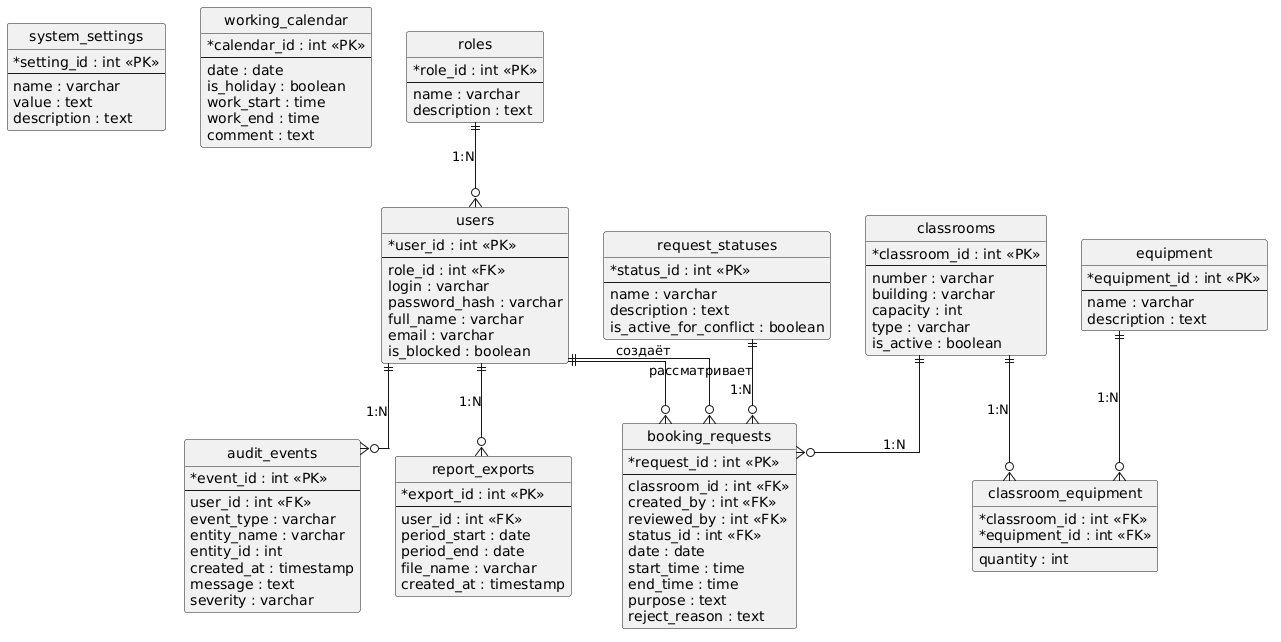 system_settings
*setting_id : int «PK»
name : varchar
value : text
description : text
working_calendar
*calendar_id : int «PK»
date : date
is_holiday : boolean
work_start : time
work_end : time
comment : text
roles
*role_id : int «PK»
name : varchar
description : text
1:N
users
*user_id : int «PK»
role_id : int «FK»
login : varchar
password_hash : varchar
full_name : varchar
email : varchar
is_blocked : boolean
request_statuses
*status_id : int «PK»
name : varchar
description : text
is_active_for_conflict : boolean
classrooms
*classroom_id : int «PK»
number : varchar
building : varchar
capacity : int
type : varchar
is_active : boolean
equipment
*equipment_id : int «PK»
name : varchar
description : text
создаёт
рассматривает
1:N
1:N
1:N
1:N
1:N
1:N
audit_events
*event_id : int «PK»
user_id : int «FK»
event_type : varchar
entity_name : varchar
entity_id : int
created_at : timestamp
message : text
severity : varchar
report_exports
*export_id : int «PK»
user_id : int «FK»
period_start : date
period_end : date
file_name : varchar
created_at : timestamp
booking_requests
*request_id : int «PK»
classroom_id : int «FK»
created_by : int «FK»
reviewed_by : int «FK»
status_id : int «FK»
date : date
start_time : time
end_time : time
purpose : text
reject_reason : text
classroom_equipment
*classroom_id : int «FK»
*equipment_id : int «FK»
quantity : int